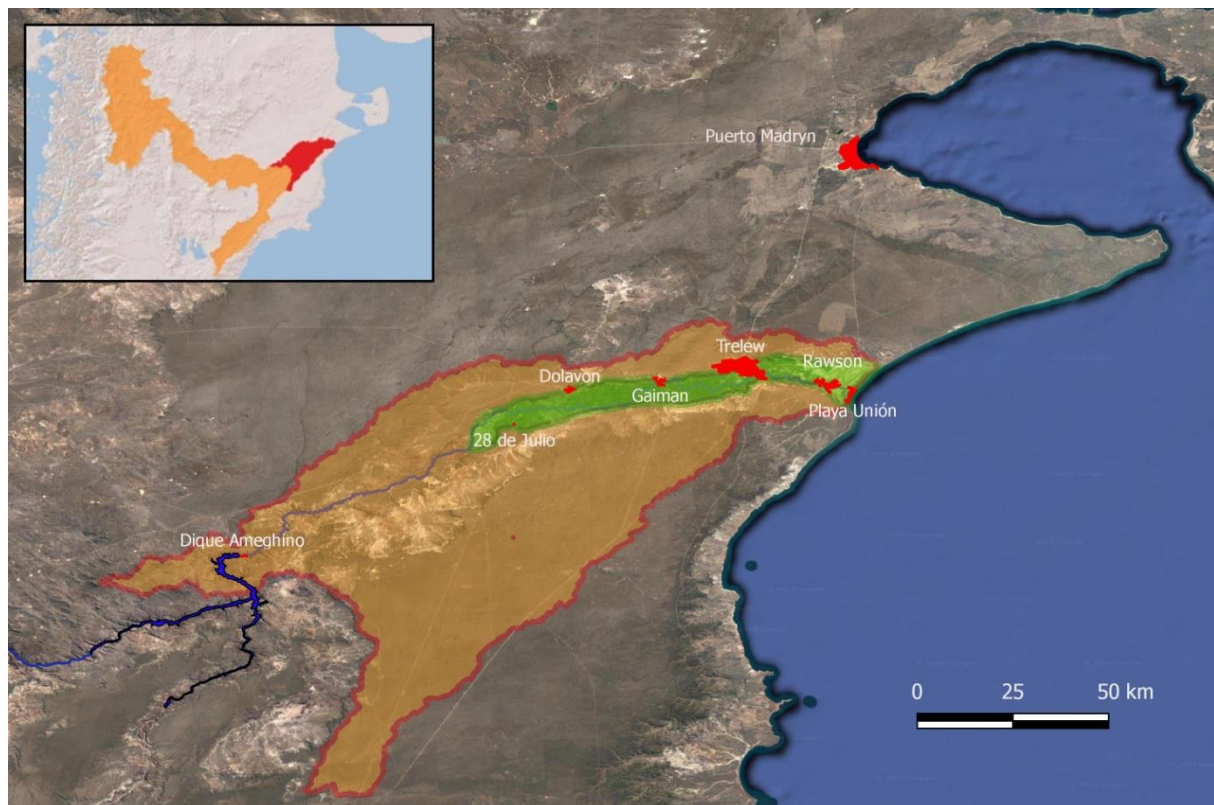 Puerto Madryn
Trelew
Rawson
Dolavon
Gaiman
Playa Unión
28 de Julio
Dique Ameghino
0 25 50 km